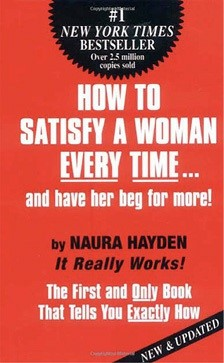 Copyrighted Material
#1
NEW YORK TIMES
BESTSELLER
Over 2.5 million
copies sold
HOW TO
SATISFY A WOMAN
EVERY TIME...
and have her beg for more!
by NAURA HAYDEN
It Really Works!
The First and Only Book
That Tells You Exactly How
NEW & UPDATED